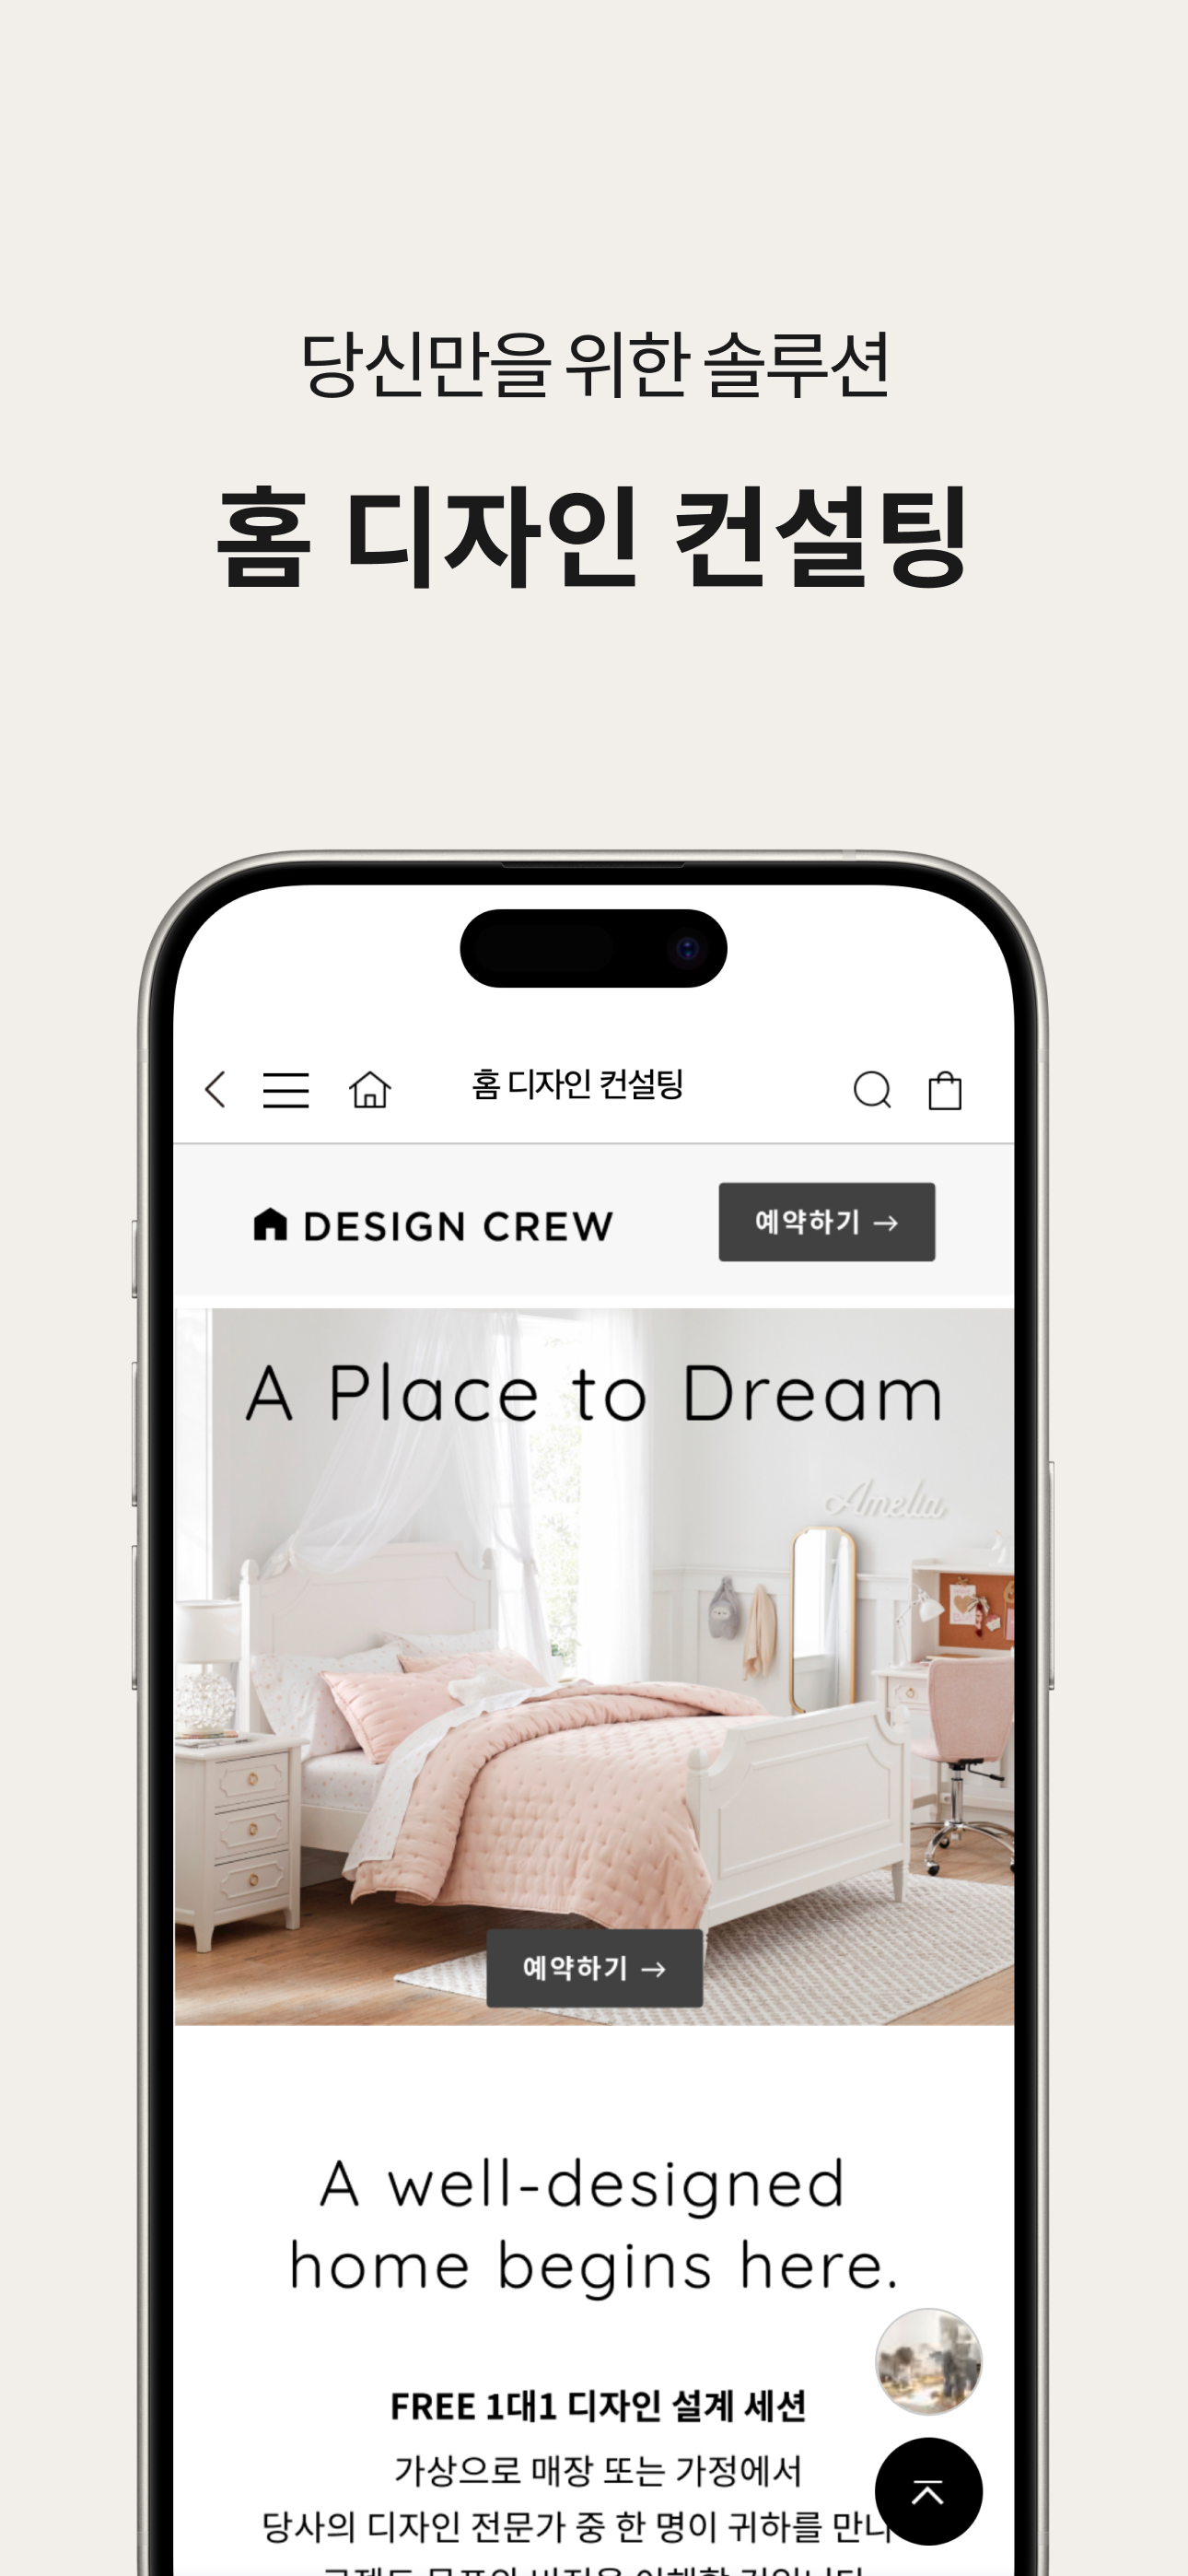 당신만을 위한 솔루션
홈 디자인 컨설팅
홈 디자인 컨설팅
DESIGN CREW
예약하기 →
A Place to Dream
Amelia
예약하기 →
A well-designed
home begins here.
FREE 1대1 디자인 설계 세션
가상으로 매장 또는 가정에서
당사의 디자인 전문가 중 한 명이 귀하를 만나